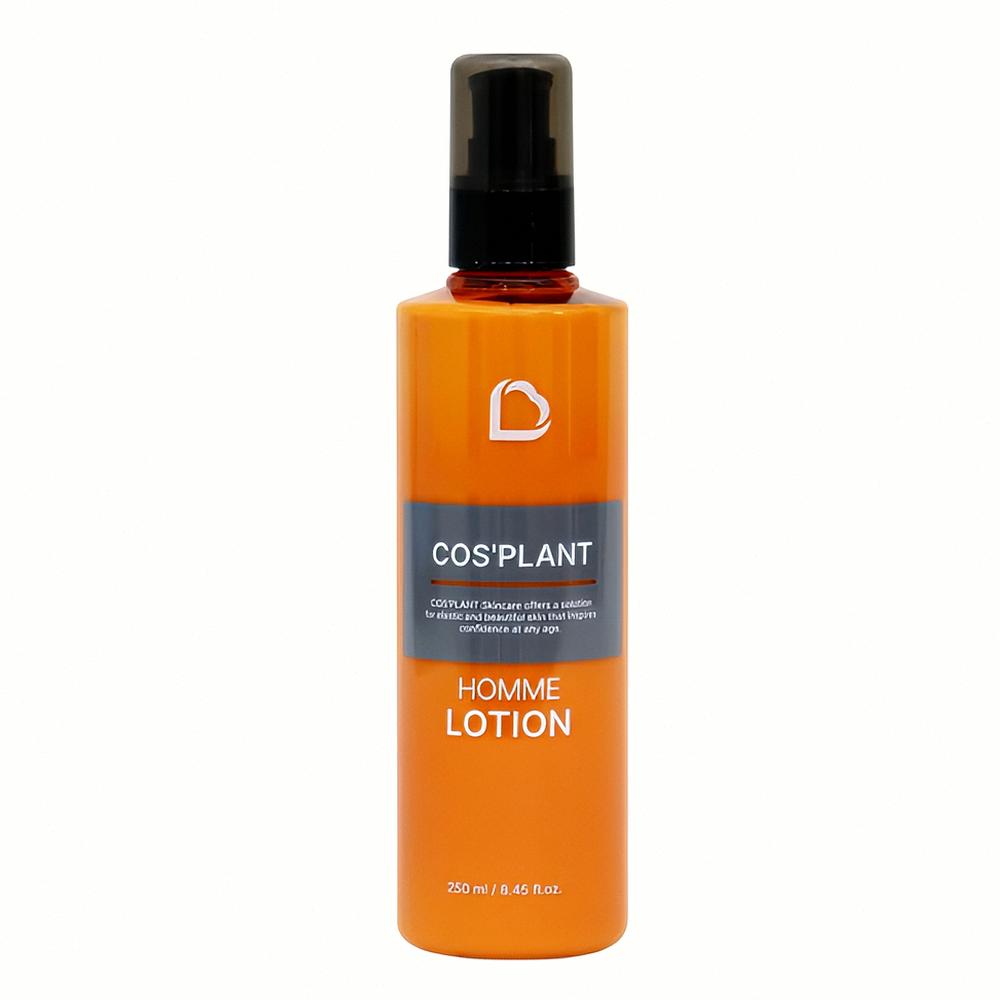 COS'PLANT
COS'PLANT Skincare offers a solution
for elastic and beautiful skin that inspires
confidence at any age.
HOMME
LOTION
250 ml / 8.45 fl.oz.